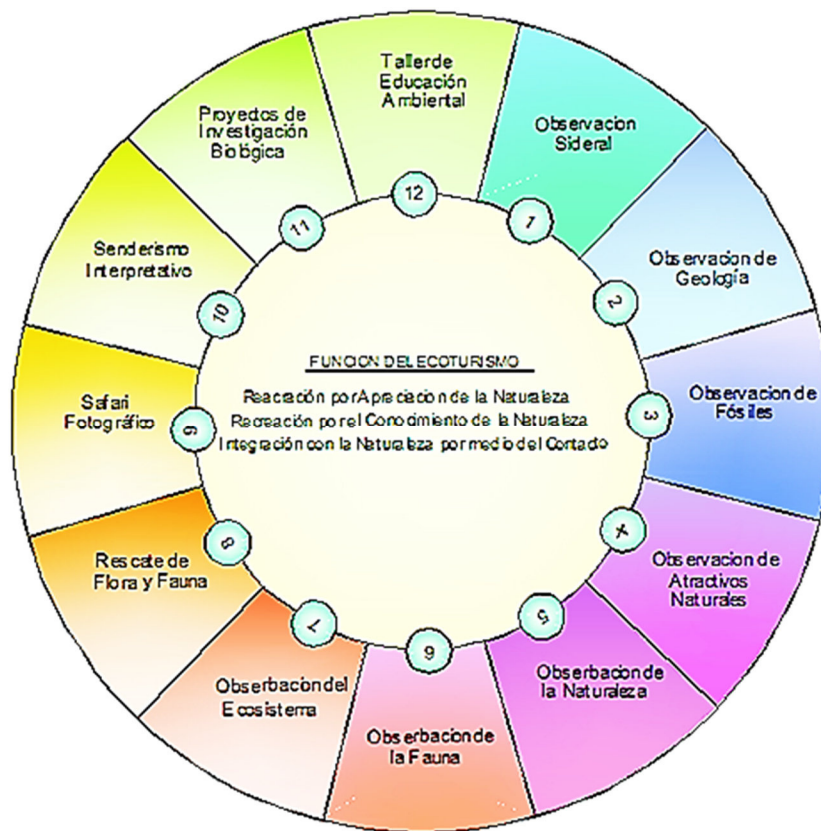 Taller de
Educación
Ambiental
12
Observacion
Sideral
1
Observacion de
Geología
2
Observacion de
Fósiles
3
Observacion de
Atractivos
Naturales
4
Obserbacion de
la Naturaleza
5
Obserbacion de
la Fauna
6
Obserbacion del
Ecosistema
7
Rescate de
Flora y Fauna
8
Safari
Fotográfico
9
Senderismo
Interpretativo
10
Proyectos de
Investigación
Biológica
11
FUNCION DEL ECOTURISMO
Reacración por Apreciacion de la Naturaleza
Recreación por el Conocimiento de la Naturaleza
Integración con la Naturaleza por medio del Contacto